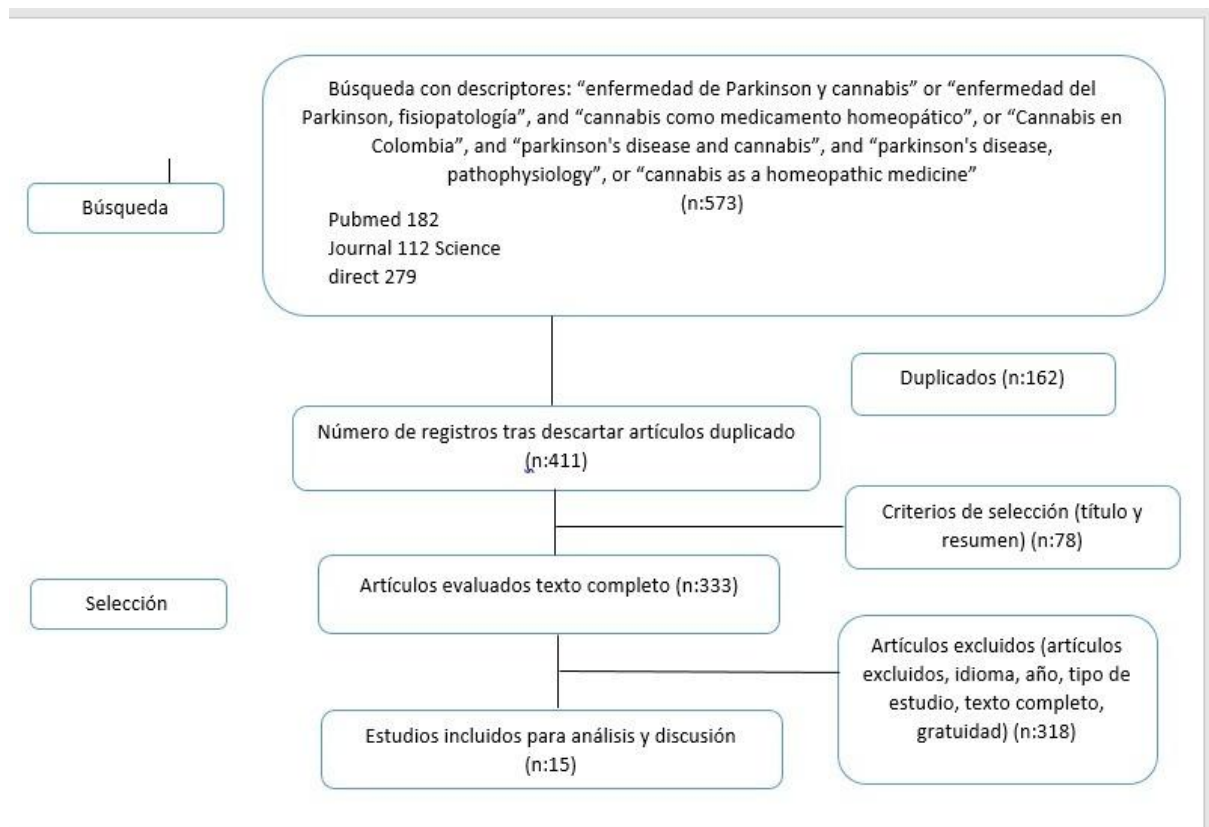 Búsqueda con descriptores: “enfermedad de Parkinson y cannabis” or “enfermedad del
Parkinson, fisiopatología”, and “cannabis como medicamento homeopático”, or “Cannabis en
Colombia”, and “parkinson's disease and cannabis”, and “parkinson's disease,
pathophysiology”, or “cannabis as a homeopathic medicine”
(n:573)
Búsqueda
Pubmed 182
Journal 112 Science
direct 279
Duplicados (n:162)
Número de registros tras descartar artículos duplicado
(n:411)
Criterios de selección (título y
resumen) (n:78)
Artículos evaluados texto completo (n:333)
Selección
Artículos excluidos (artículos
excluidos, idioma, año, tipo de
estudio, texto completo,
gratuidad) (n:318)
Estudios incluidos para análisis y discusión
(n:15)